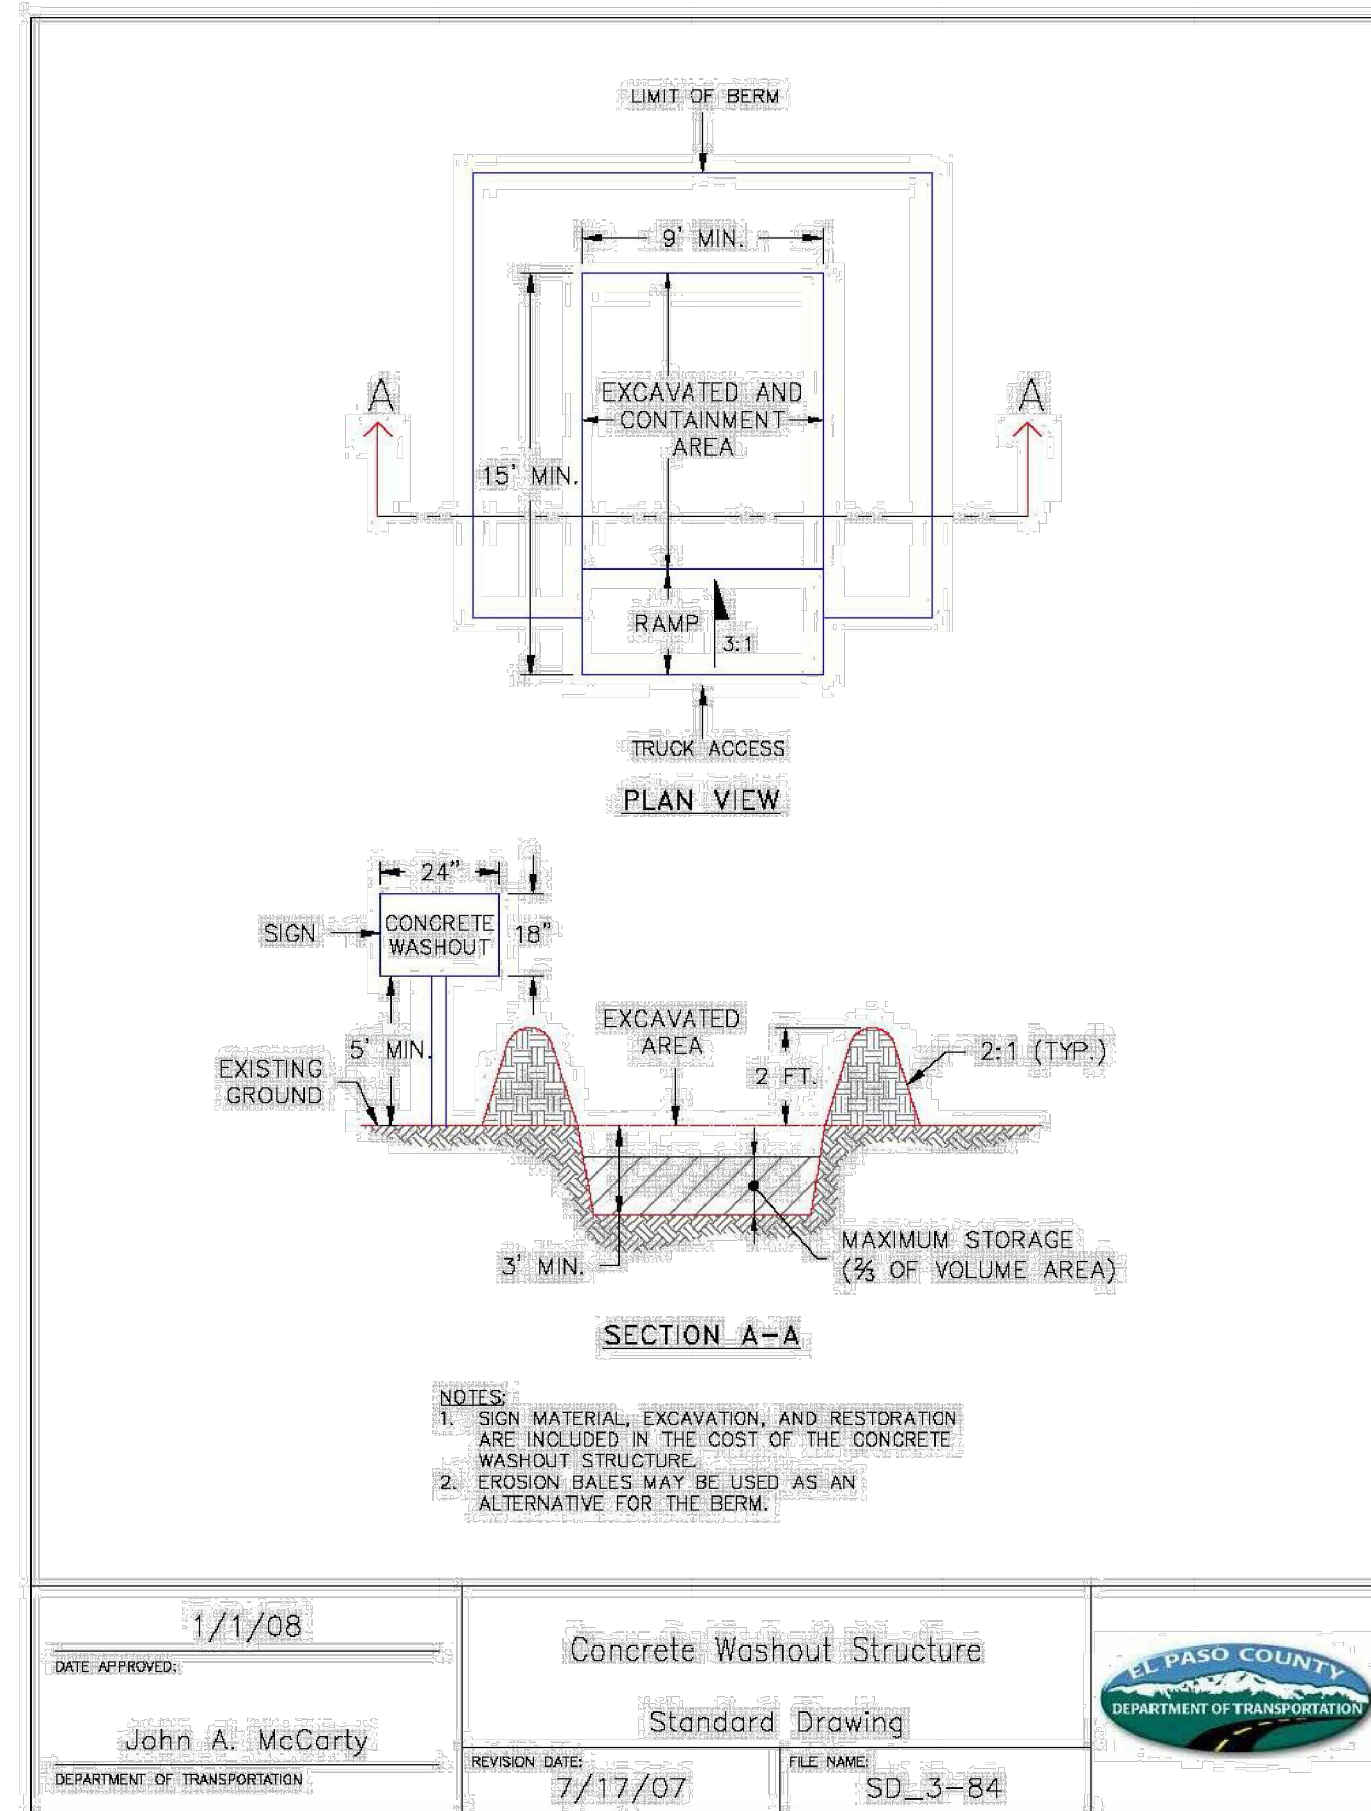 LIMIT OF BERM
9' MIN.
A
EXCAVATED AND
CONTAINMENT
AREA
A
15' MIN.
RAMP
3:1
TRUCK ACCESS
PLAN VIEW
24"
SIGN
CONCRETE
WASHOUT
18"
5' MIN.
EXISTING
GROUND
EXCAVATED
AREA
2 FT.
2:1 (TYP.)
3' MIN.
MAXIMUM STORAGE
(⅔ OF VOLUME AREA)
SECTION A-A
NOTES:
1. SIGN MATERIAL, EXCAVATION, AND RESTORATION
ARE INCLUDED IN THE COST OF THE CONCRETE
WASHOUT STRUCTURE.
2. EROSION BALES MAY BE USED AS AN
ALTERNATIVE FOR THE BERM.
1/1/08
DATE APPROVED:
John A. McCarty
DEPARTMENT OF TRANSPORTATION
Concrete Washout Structure
Standard Drawing
REVISION DATE:
7/17/07
FILE NAME:
SD_3-84
EL PASO COUNTY
DEPARTMENT OF TRANSPORTATION